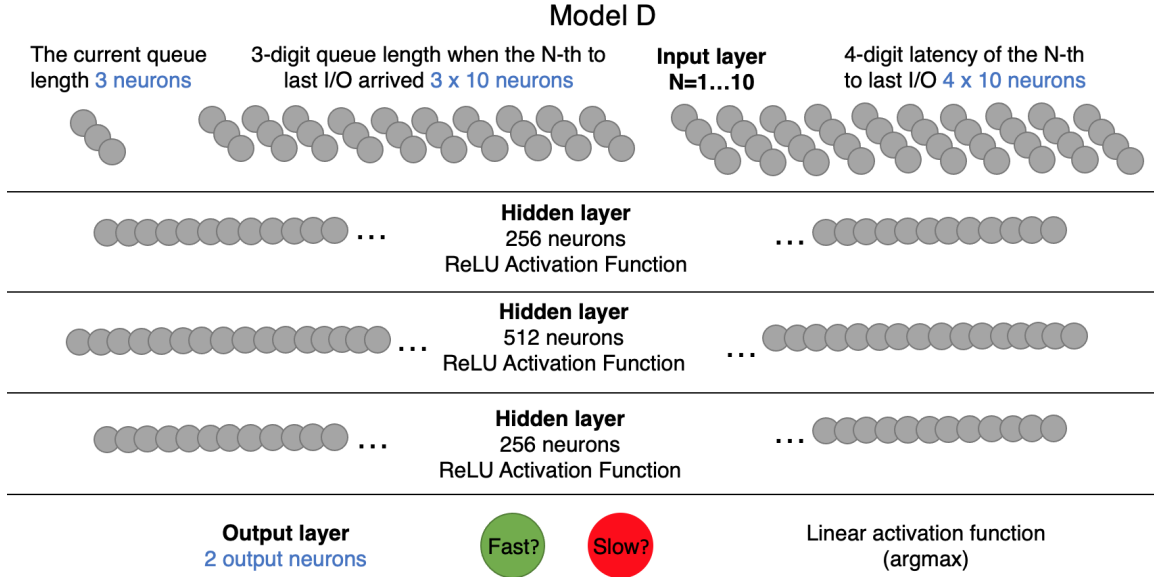 Model D
The current queue
length 3 neurons
3-digit queue length when the N-th to
last I/O arrived 3 x 10 neurons
Input layer
N=1...10
4-digit latency of the N-th
to last I/O 4 x 10 neurons
Hidden layer
...
256 neurons
...
ReLU Activation Function
Hidden layer
...
512 neurons
...
ReLU Activation Function
Hidden layer
...
256 neurons
...
ReLU Activation Function
Output layer
2 output neurons
Fast?
Slow?
Linear activation function
(argmax)